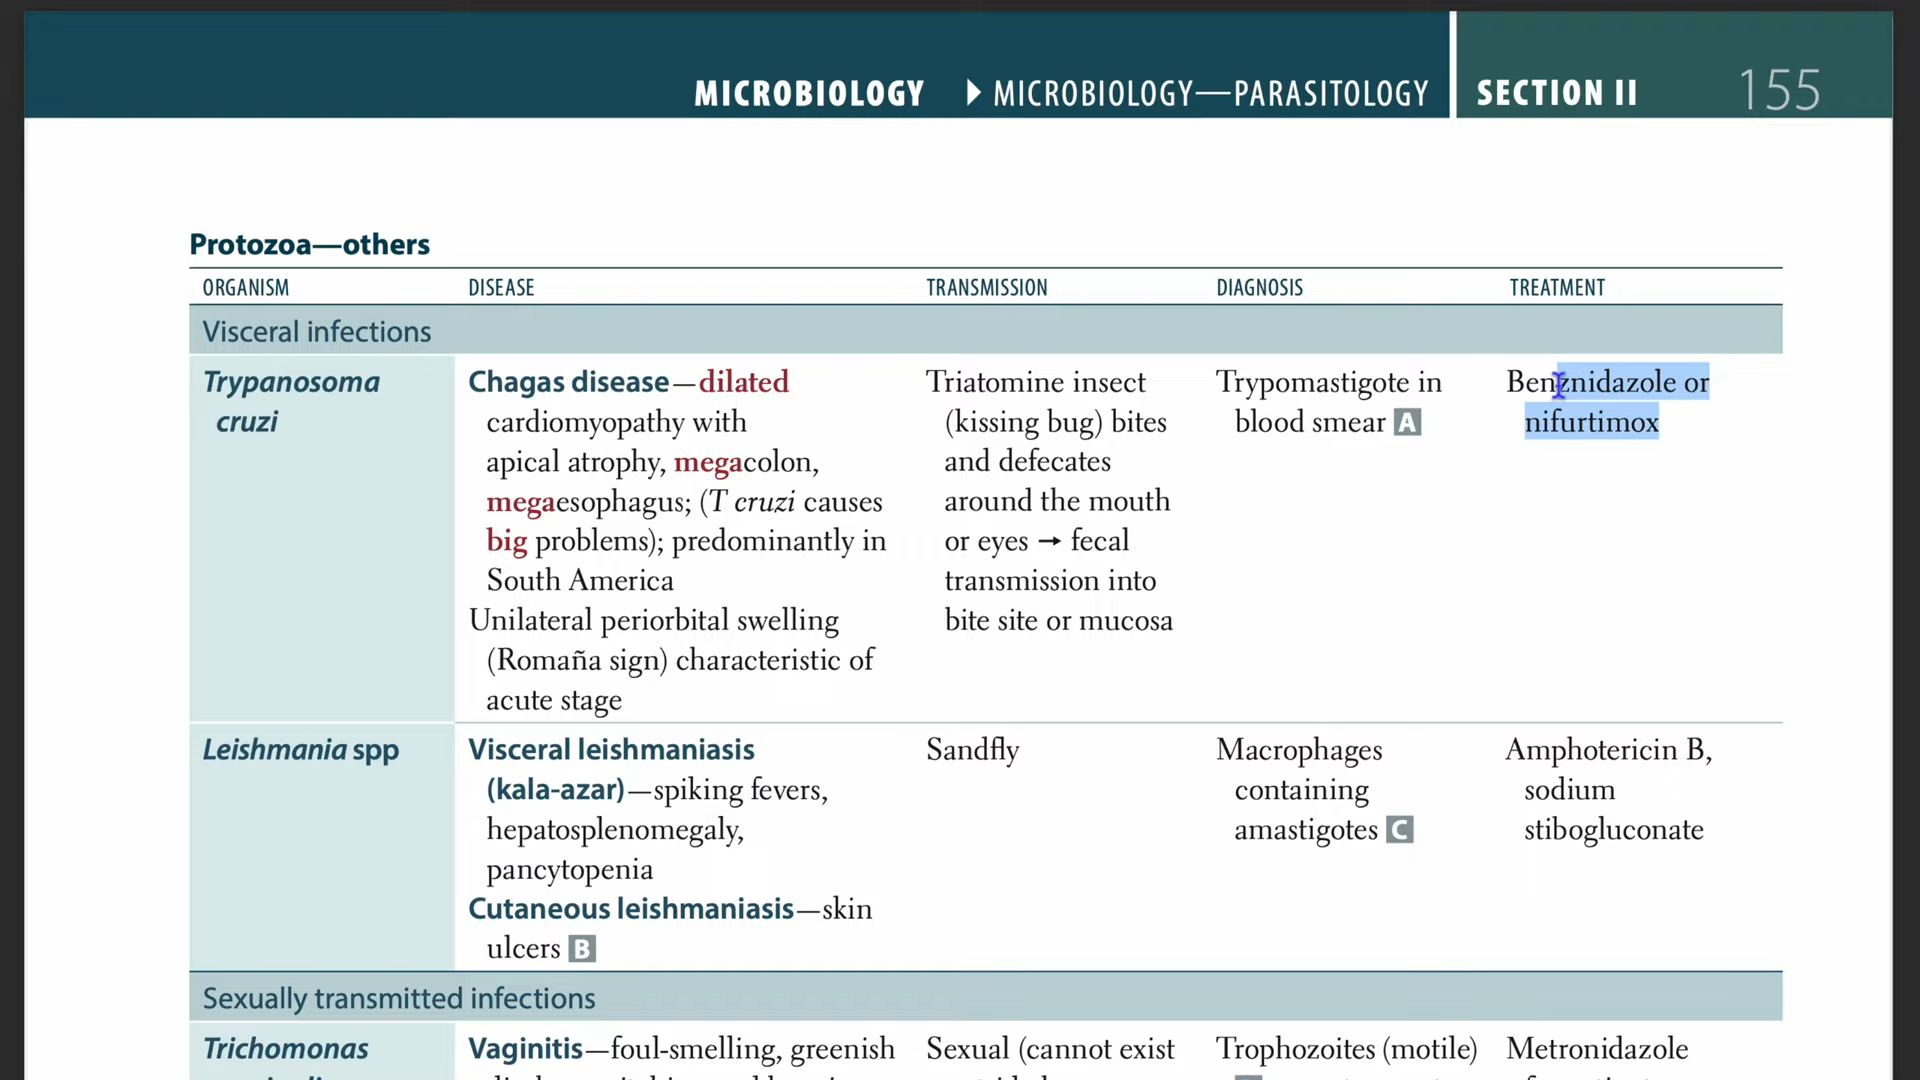 MICROBIOLOGY ▶ MICROBIOLOGY—PARASITOLOGY SECTION II 155
Protozoa—others
ORGANISM DISEASE TRANSMISSION DIAGNOSIS TREATMENT
Visceral infections
Trypanosoma
cruzi
Chagas disease—dilated
cardiomyopathy with
apical atrophy, megacolon,
megaesophagus; (T cruzi causes
big problems); predominantly in
South America
Unilateral periorbital swelling
(Romaña sign) characteristic of
acute stage
Triatomine insect
(kissing bug) bites
and defecates
around the mouth
or eyes → fecal
transmission into
bite site or mucosa
Trypomastigote in
blood smear A
Benznidazole or
nifurtimox
Leishmania spp
Visceral leishmaniasis
(kala-azar)—spiking fevers,
hepatosplenomegaly,
pancytopenia
Cutaneous leishmaniasis—skin
ulcers B
Sandfly
Macrophages
containing
amastigotes C
Amphotericin B,
sodium
stibogluconate
Sexually transmitted infections
Trichomonas
Vaginitis—foul-smelling, greenish
Sexual (cannot exist
Trophozoites (motile)
Metronidazole